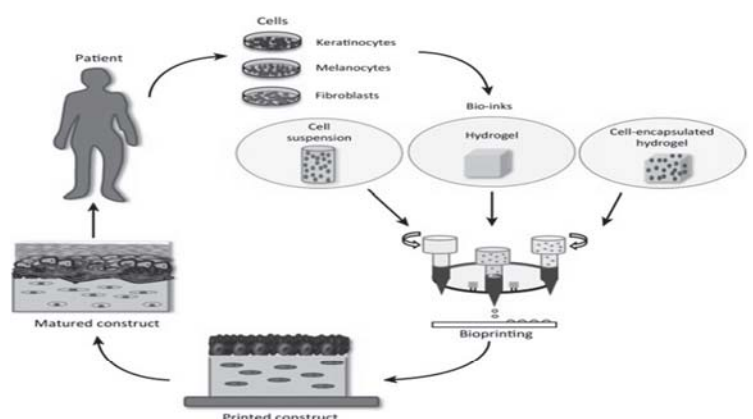 Cells
Keratinocytes
Patient
Melanocytes
Fibroblasts
Bio-inks
Cell
suspension
Hydrogel
Cell-encapsulated
hydrogel
Matured construct
Bioprinting
Printed construct